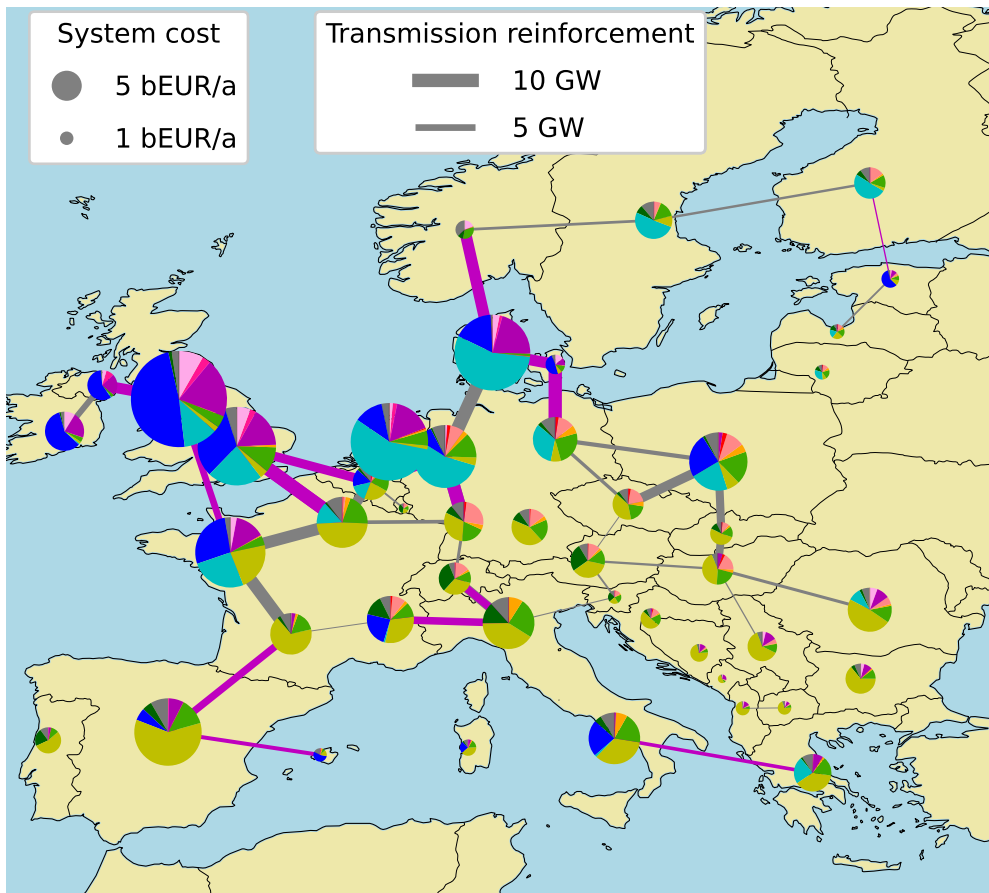 System cost
5 bEUR/a
1 bEUR/a
Transmission reinforcement
10 GW
5 GW